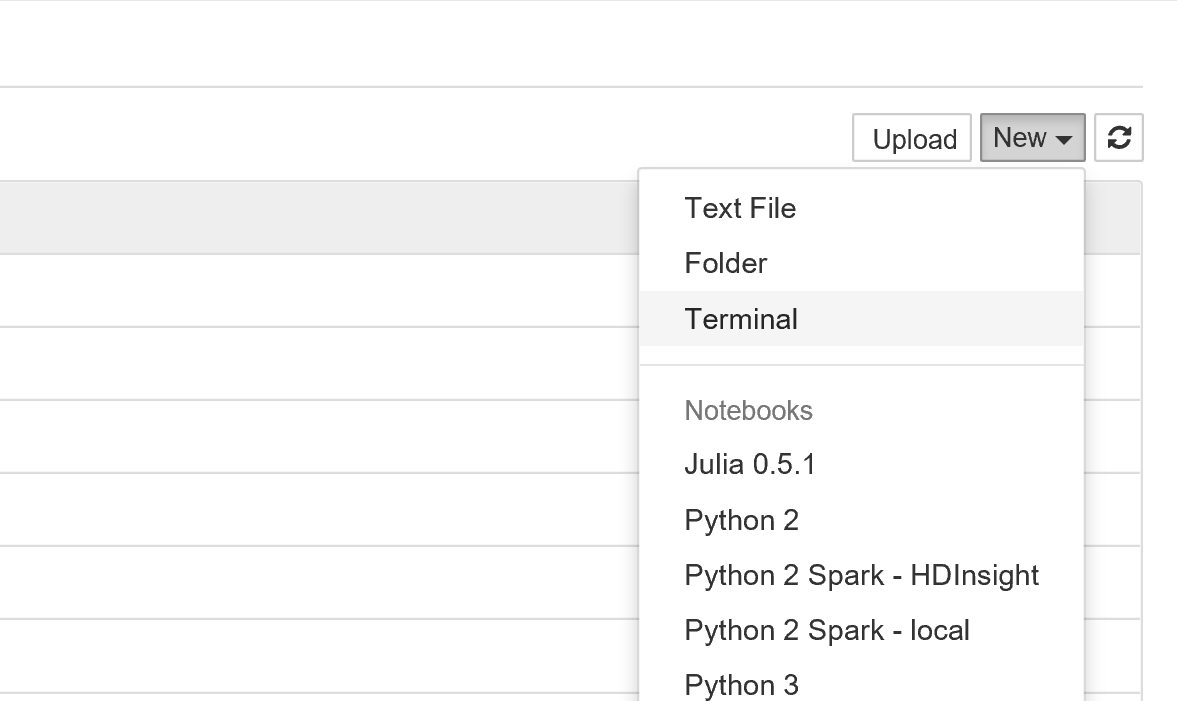 Upload New
Text File
Folder
Terminal
Notebooks
Julia 0.5.1
Python 2
Python 2 Spark - HDInsight
Python 2 Spark - local
Python 3